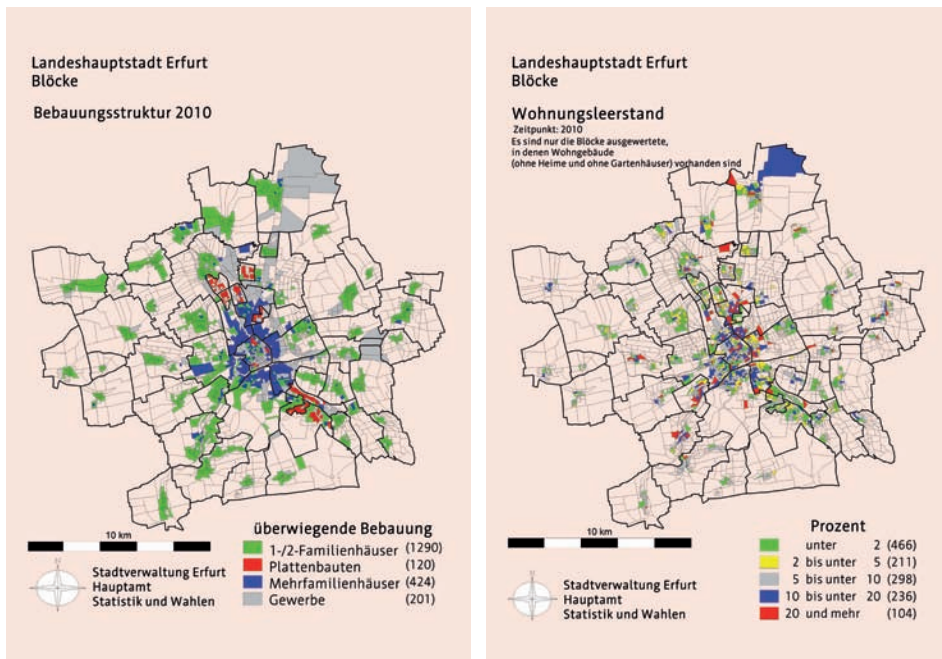 Landeshauptstadt Erfurt
Blöcke
Bebauungsstruktur 2010
10 km
N
Stadtverwaltung Erfurt
Hauptamt
Statistik und Wahlen
überwiegende Bebauung
1-/2-Familienhäuser (1290)
Plattenbauten (120)
Mehrfamilienhäuser (424)
Gewerbe (201)
Landeshauptstadt Erfurt
Blöcke
Wohnungsleerstand
Zeitpunkt: 2010
Es sind nur die Blöcke ausgewertete,
in denen Wohngebäude
(ohne Heime und ohne Gartenhäuser) vorhanden sind
10 km
N
Stadtverwaltung Erfurt
Hauptamt
Statistik und Wahlen
Prozent
unter 2 (466)
2 bis unter 5 (211)
5 bis unter 10 (298)
10 bis unter 20 (236)
20 und mehr (104)